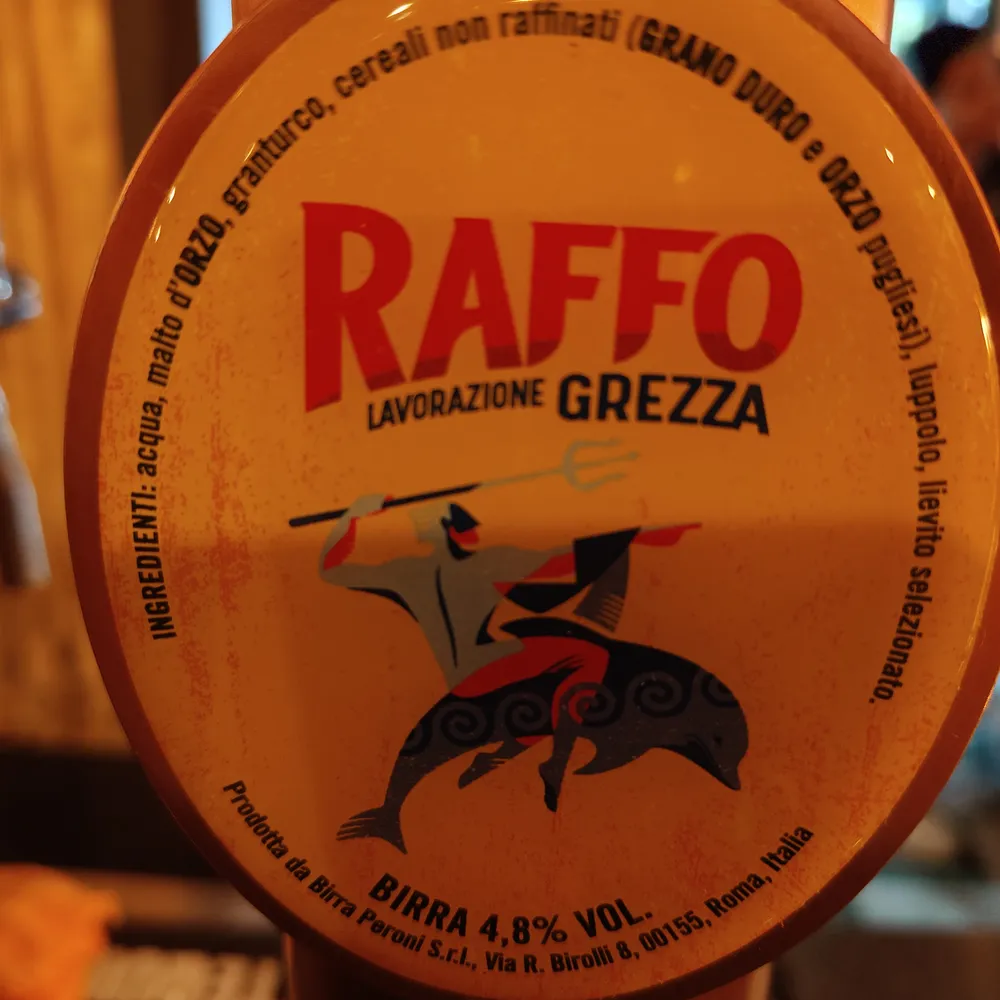 INGREDIENTI: acqua, malto d'ORZO, granturco, cereali non raffinati (GRANO DURO e ORZO pugliesi), luppolo, lievito selezionato.
RAFFO
LAVORAZIONE GREZZA
BIRRA 4,8% VOL.
Prodotta da Birra Peroni S.r.l., Via R. Birolli 8, 00155, Roma, Italia